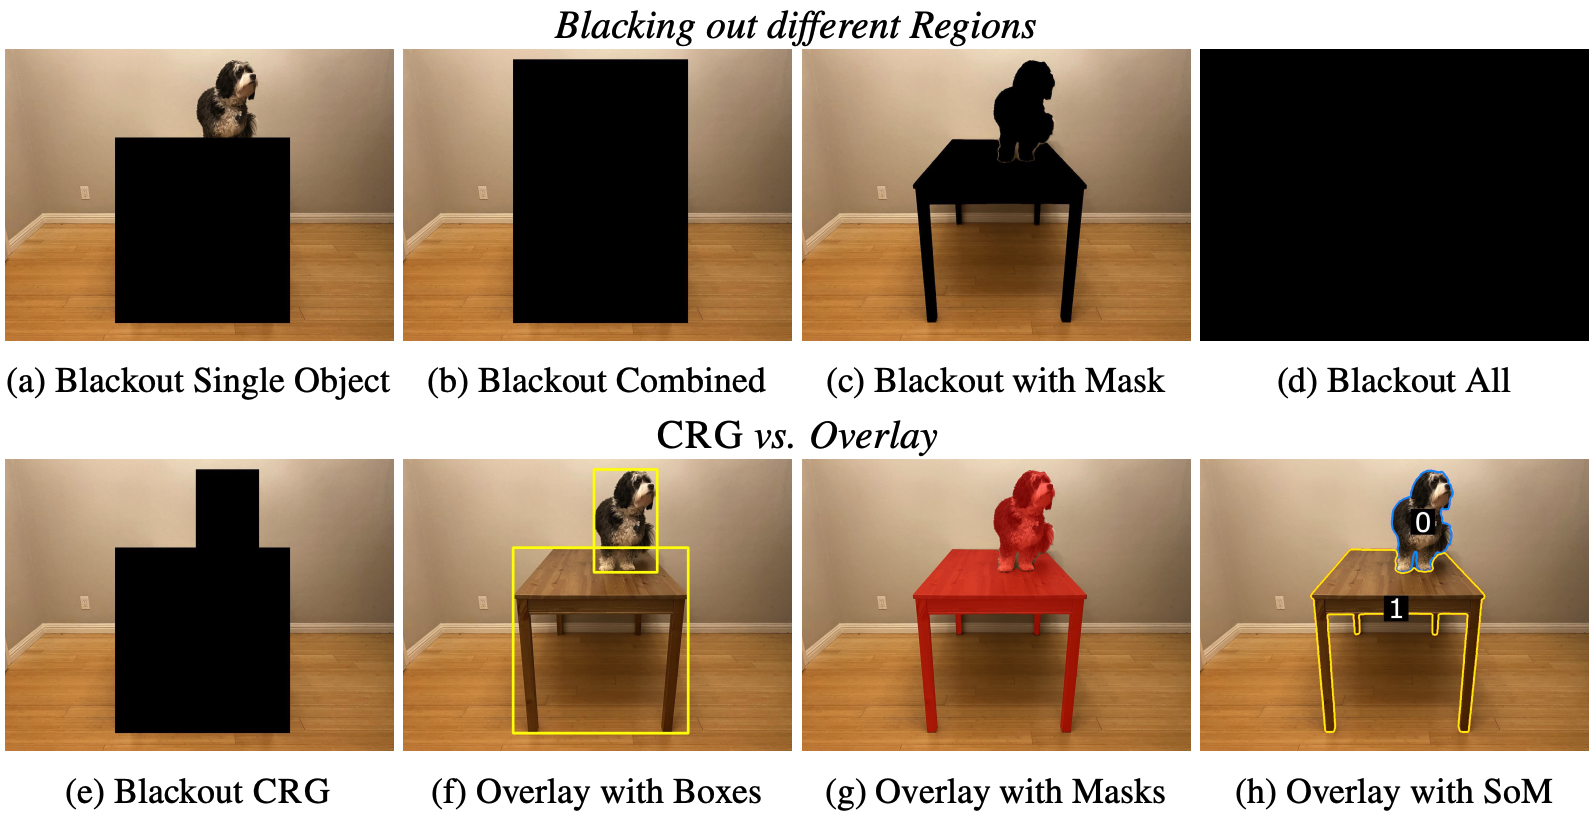 Blacking out different Regions
(a) Blackout Single Object
(b) Blackout Combined
(c) Blackout with Mask
(d) Blackout All
CRG vs. Overlay
0
1
(e) Blackout CRG
(f) Overlay with Boxes
(g) Overlay with Masks
(h) Overlay with SoM